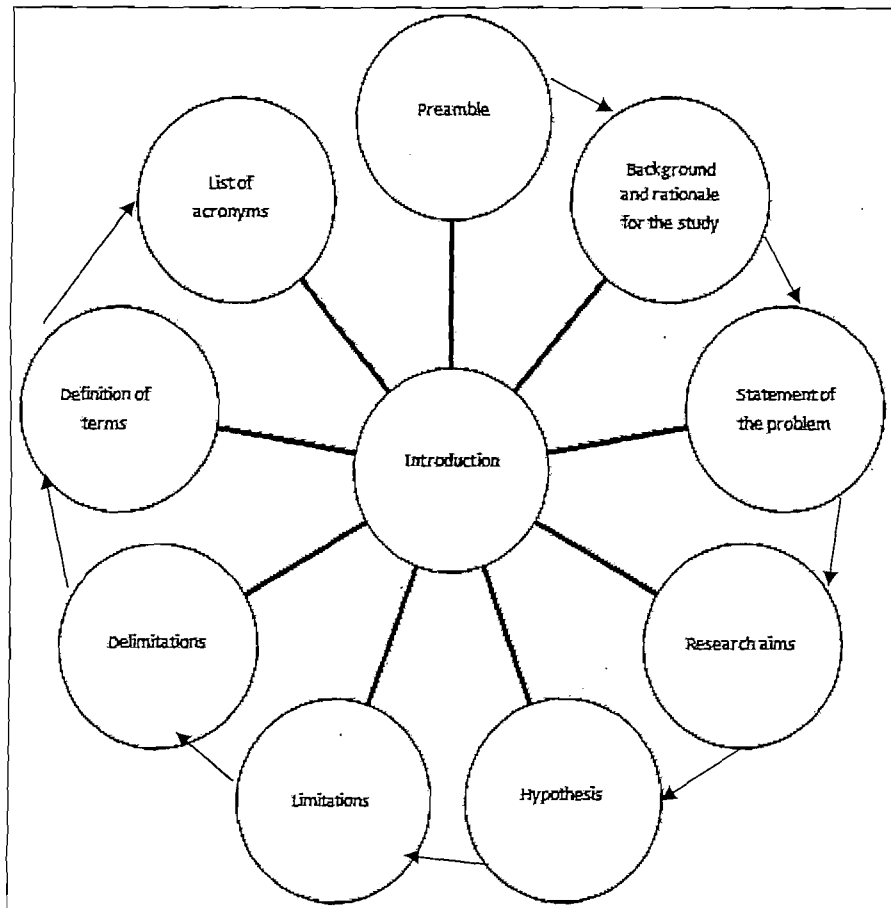 Preamble
Background
and rationale
for the study
Statement of
the problem
Research aims
Hypothesis
Limitations
Delimitations
Definition of
terms
List of
acronyms
Introduction